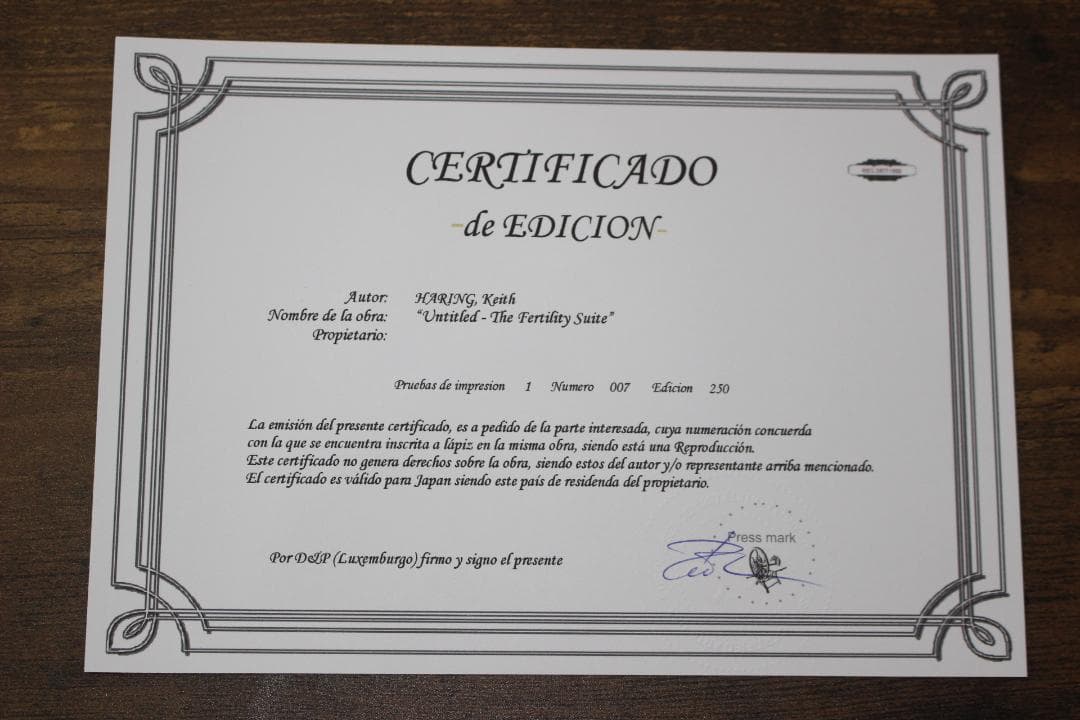 CERTIFICADO
-de EDICION-
Autor: HARING, Keith
Nombre de la obra: "Untitled - The Fertility Suite"
Propietario:
Pruebas de impresion 1 Numero 007 Edicion 250
La emisión del presente certificado, es a pedido de la parte interesada, cuya numeración concuerda
con la que se encuentra inscrita a lápiz en la misma obra, siendo está una Reproducción.
Este certificado no genera derechos sobre la obra, siendo estos del autor y/o representante arriba mencionado.
El certificado es válido para Japan siendo este país de residenda del propietario.
Press mark
Por D&P (Luxemburgo) firmo y signo el presente